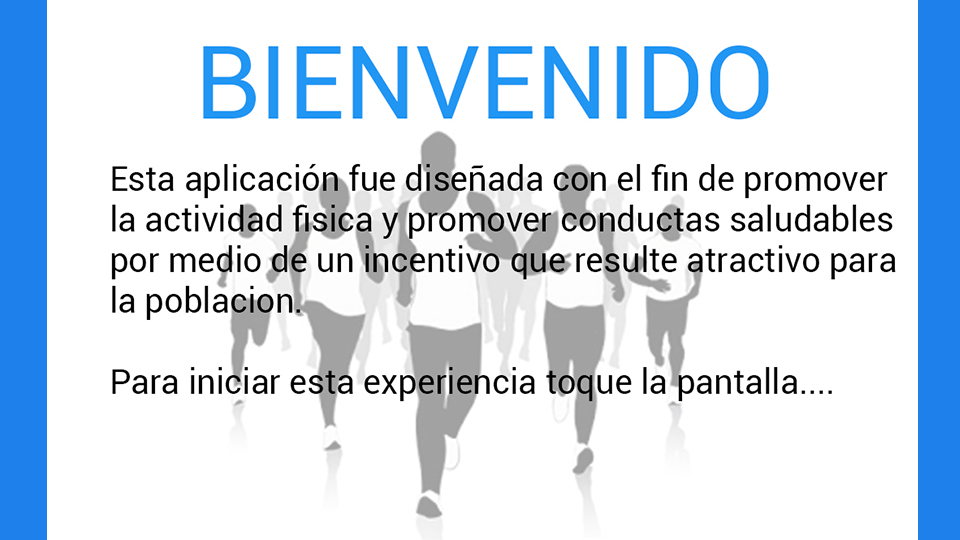 BIENVENIDO
Esta aplicación fue diseñada con el fin de promover
la actividad fisica y promover conductas saludables
por medio de un incentivo que resulte atractivo para
la poblacion.
Para iniciar esta experiencia toque la pantalla....